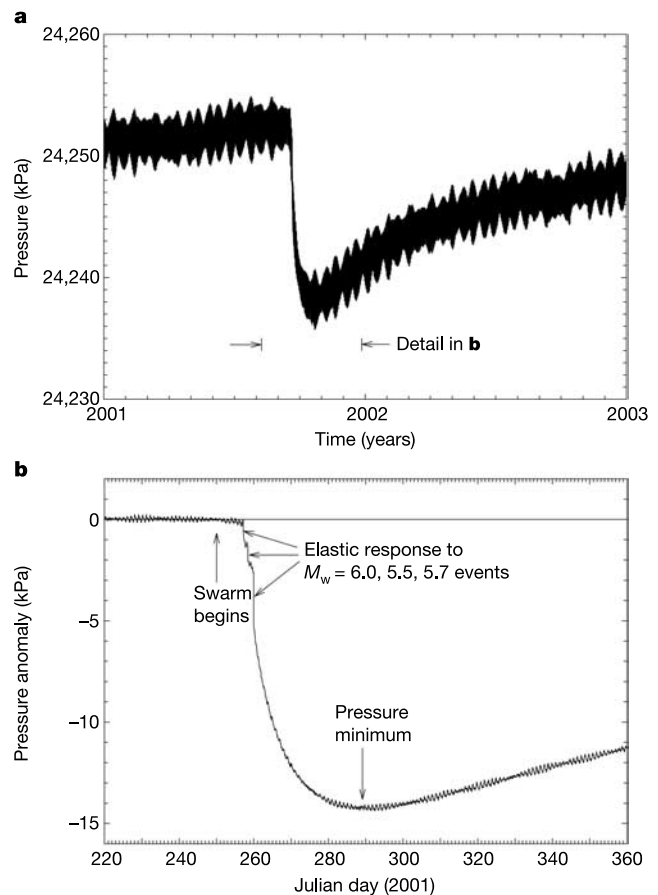 a
24,260
24,250
24,240
24,230
Pressure (kPa)
Detail in b
2001
2002
2003
Time (years)
b
0
−5
−10
−15
Pressure anomaly (kPa)
Elastic response to
Mw = 6.0, 5.5, 5.7 events
Swarm
begins
Pressure
minimum
220
240
260
280
300
320
340
360
Julian day (2001)